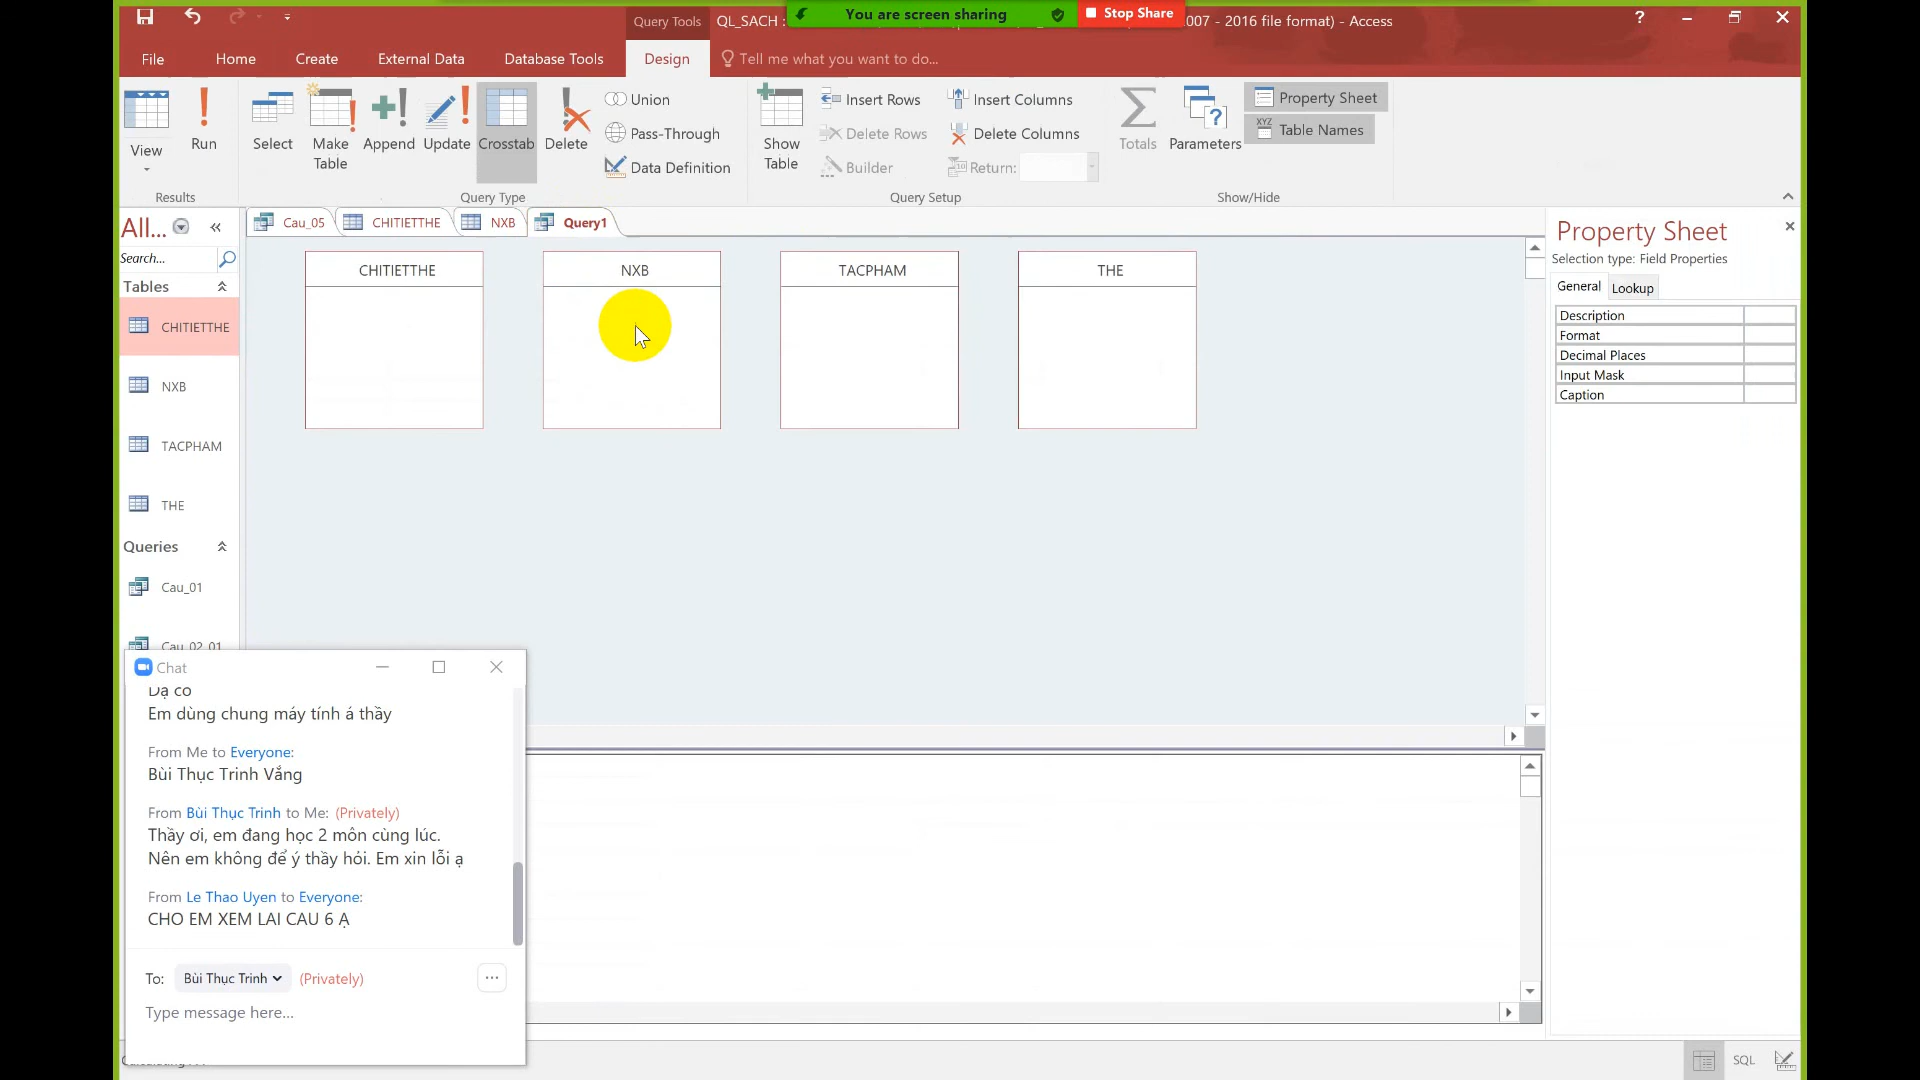 Query Tools
QL_SACH :
You are screen sharing
Stop Share
007 - 2016 file format) - Access
?
File
Home
Create
External Data
Database Tools
Design
Tell me what you want to do...
View
Run
Select
Make Table
Append
Update
Crosstab
Delete
Union
Pass-Through
Data Definition
Show Table
Insert Rows
Delete Rows
Builder
Insert Columns
Delete Columns
Return:
Totals
Parameters
Property Sheet
Table Names
Results
Query Type
Query Setup
Show/Hide
All...
Search...
Tables
CHITIETTHE
NXB
TACPHAM
THE
Queries
Cau_01
Cau_02_01
Cau_05
CHITIETTHE
NXB
Query1
CHITIETTHE
NXB
TACPHAM
THE
Property Sheet
Selection type: Field Properties
General
Lookup
Description
Format
Decimal Places
Input Mask
Caption
Chat
Dạ có
Em dùng chung máy tính á thầy
From Me to Everyone:
Bùi Thục Trinh Vắng
From Bùi Thục Trinh to Me: (Privately)
Thầy ơi, em đang học 2 môn cùng lúc.
Nên em không để ý thầy hỏi. Em xin lỗi ạ
From Le Thao Uyen to Everyone:
CHO EM XEM LAI CAU 6 Ạ
To: Bùi Thục Trinh (Privately)
Type message here...
SQL